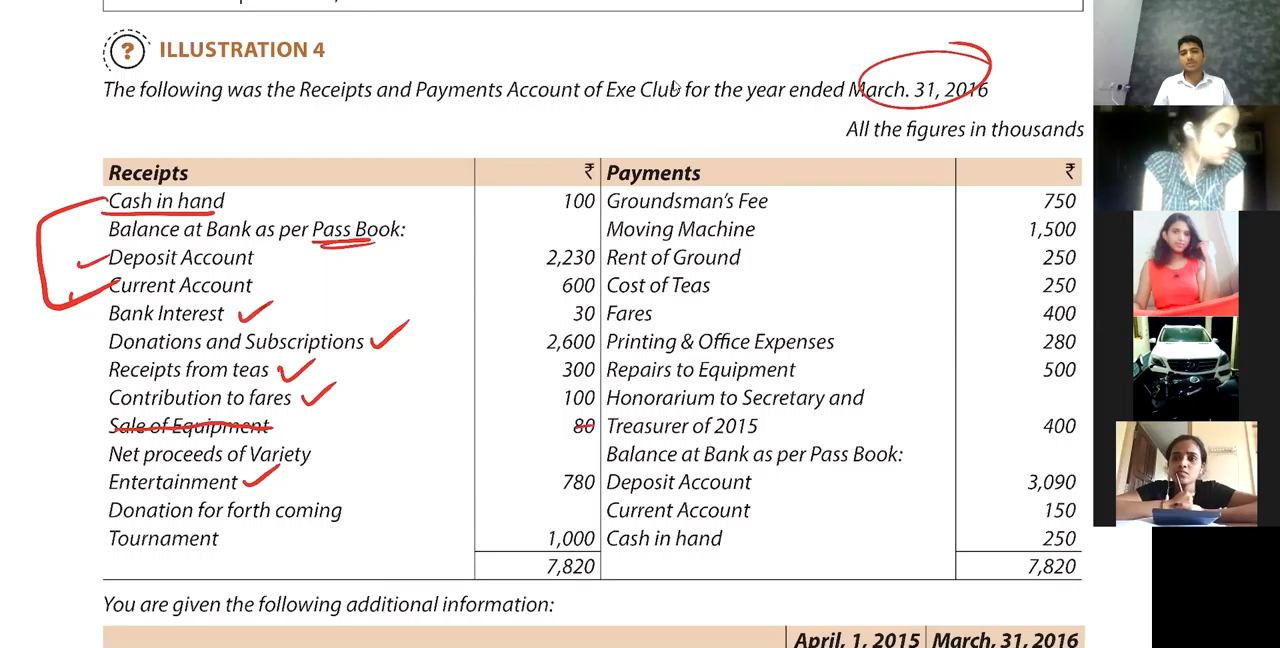 ?
ILLUSTRATION 4
The following was the Receipts and Payments Account of Exe Club for the year ended March. 31, 2016
All the figures in thousands
Receipts ₹ Payments ₹
Cash in hand 100 Groundsman's Fee 750
Balance at Bank as per Pass Book: Moving Machine 1,500
Deposit Account 2,230 Rent of Ground 250
Current Account 600 Cost of Teas 250
Bank Interest 30 Fares 400
Donations and Subscriptions 2,600 Printing & Office Expenses 280
Receipts from teas 300 Repairs to Equipment 500
Contribution to fares 100 Honorarium to Secretary and
Sale of Equipment 80 Treasurer of 2015 400
Net proceeds of Variety Balance at Bank as per Pass Book:
Entertainment 780 Deposit Account 3,090
Donation for forth coming Current Account 150
Tournament 1,000 Cash in hand 250
7,820 7,820
You are given the following additional information:
April, 1, 2015 March, 31, 2016